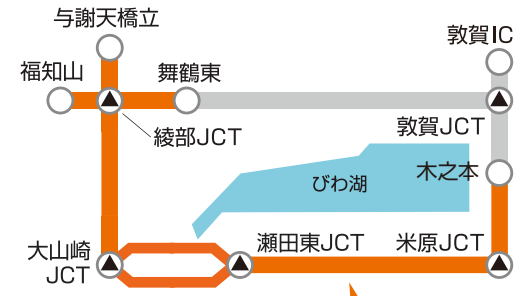 与謝天橋立
敦賀IC
福知山
舞鶴東
綾部JCT
敦賀JCT
木之本
びわ湖
大山崎
JCT
瀬田東JCT
米原JCT